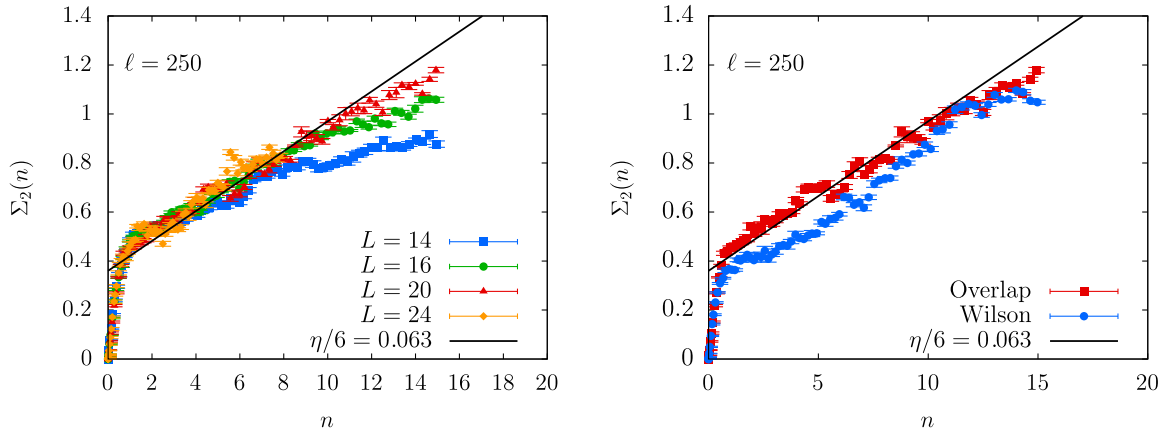 1.4
1.2
1
0.8
0.6
0.4
0.2
0
Σ₂(n)
ℓ = 250
L = 14
L = 16
L = 20
L = 24
η/6 = 0.063
0 2 4 6 8 10 12 14 16 18 20
n
1.4
1.2
1
0.8
0.6
0.4
0.2
0
Σ₂(n)
ℓ = 250
Overlap
Wilson
η/6 = 0.063
0 5 10 15 20
n